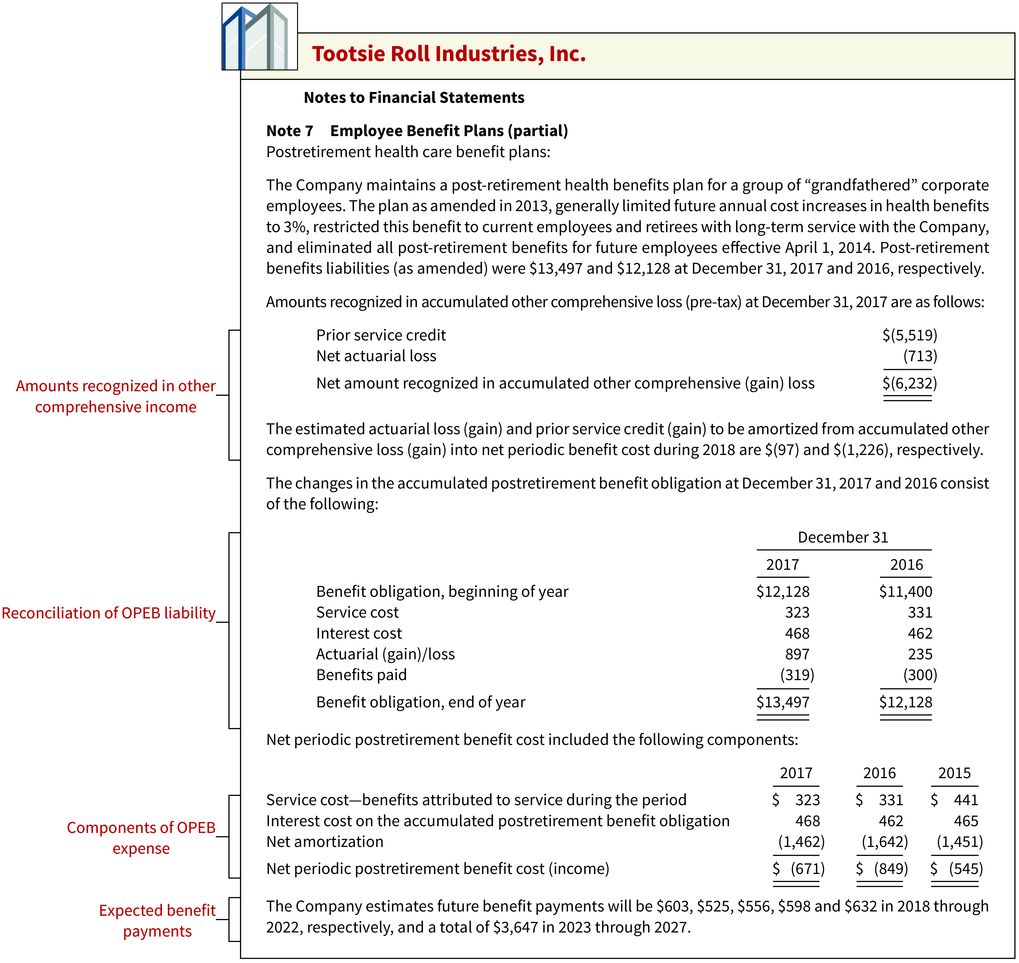 Tootsie Roll Industries, Inc.
Notes to Financial Statements
Note 7 Employee Benefit Plans (partial)
Postretirement health care benefit plans:
The Company maintains a post-retirement health benefits plan for a group of “grandfathered” corporate
employees. The plan as amended in 2013, generally limited future annual cost increases in health benefits
to 3%, restricted this benefit to current employees and retirees with long-term service with the Company,
and eliminated all post-retirement benefits for future employees effective April 1, 2014. Post-retirement
benefits liabilities (as amended) were $13,497 and $12,128 at December 31, 2017 and 2016, respectively.
Amounts recognized in accumulated other comprehensive loss (pre-tax) at December 31, 2017 are as follows:
Amounts recognized in other
comprehensive income
Prior service credit $(5,519)
Net actuarial loss (713)
Net amount recognized in accumulated other comprehensive (gain) loss $(6,232)
The estimated actuarial loss (gain) and prior service credit (gain) to be amortized from accumulated other
comprehensive loss (gain) into net periodic benefit cost during 2018 are $(97) and $(1,226), respectively.
The changes in the accumulated postretirement benefit obligation at December 31, 2017 and 2016 consist
of the following:
Reconciliation of OPEB liability
December 31
2017 2016
Benefit obligation, beginning of year $12,128 $11,400
Service cost 323 331
Interest cost 468 462
Actuarial (gain)/loss 897 235
Benefits paid (319) (300)
Benefit obligation, end of year $13,497 $12,128
Net periodic postretirement benefit cost included the following components:
Components of OPEB
expense
2017 2016 2015
Service cost—benefits attributed to service during the period $ 323 $ 331 $ 441
Interest cost on the accumulated postretirement benefit obligation 468 462 465
Net amortization (1,462) (1,642) (1,451)
Net periodic postretirement benefit cost (income) $ (671) $ (849) $ (545)
Expected benefit
payments
The Company estimates future benefit payments will be $603, $525, $556, $598 and $632 in 2018 through
2022, respectively, and a total of $3,647 in 2023 through 2027.